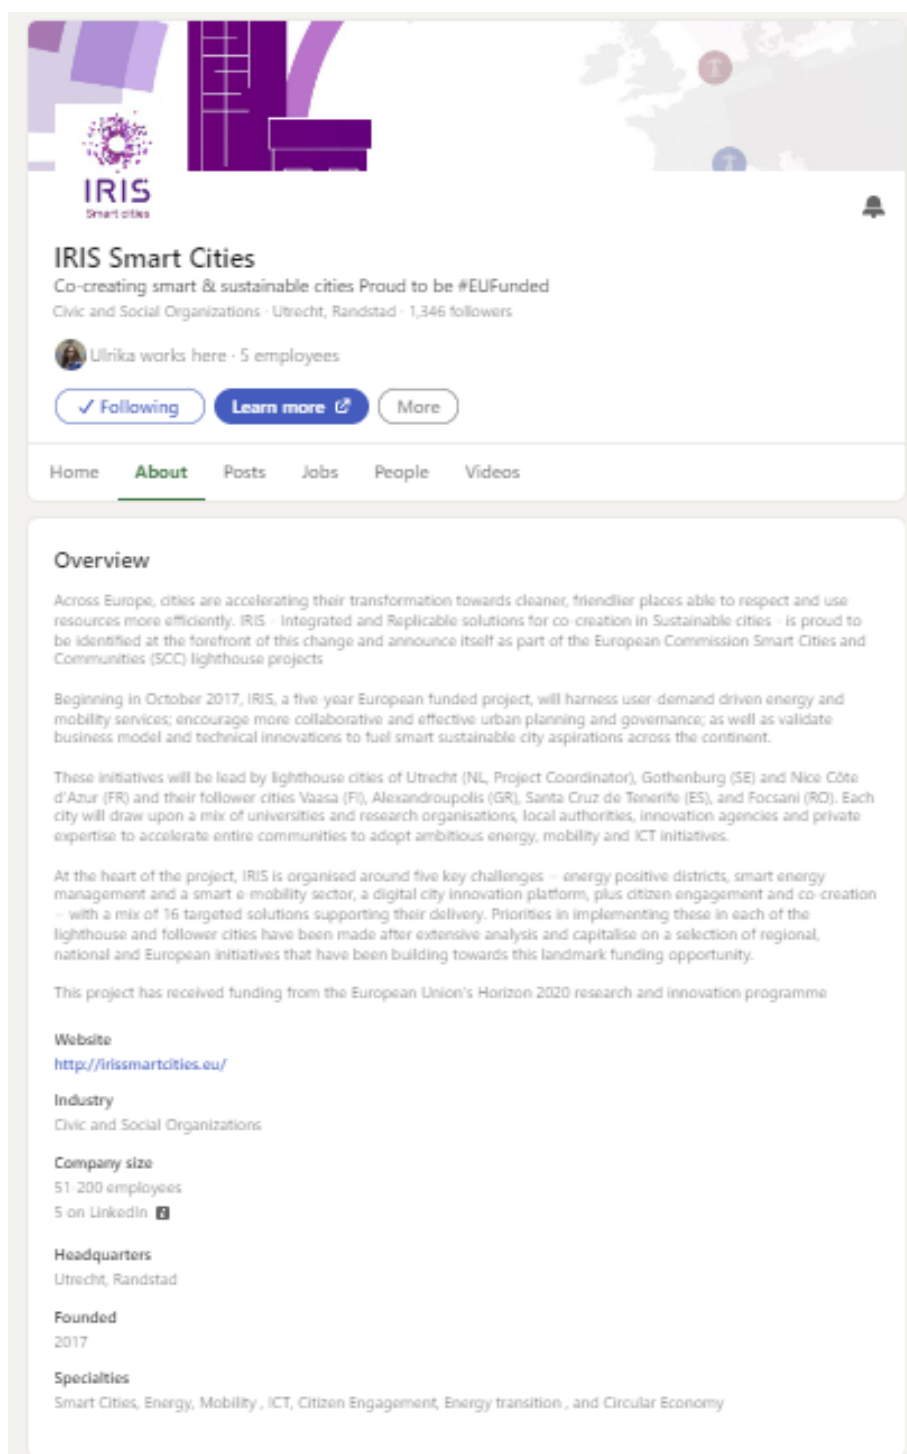 IRIS
Smart cities
IRIS Smart Cities
Co-creating smart & sustainable cities Proud to be #EUFunded
Civic and Social Organizations · Utrecht, Randstad · 1,346 followers
Ulrika works here · 5 employees
✓ Following
Learn more
More
Home About Posts Jobs People Videos
Overview
Across Europe, cities are accelerating their transformation towards cleaner, friendlier places able to respect and use
resources more efficiently. IRIS - Integrated and Replicable solutions for co-creation in Sustainable cities - is proud to
be identified at the forefront of this change and announce itself as part of the European Commission Smart Cities and
Communities (SCC) lighthouse projects
Beginning in October 2017, IRIS, a five-year European funded project, will harness user-demand driven energy and
mobility services; encourage more collaborative and effective urban planning and governance; as well as validate
business model and technical innovations to fuel smart sustainable city aspirations across the continent.
These initiatives will be lead by lighthouse cities of Utrecht (NL, Project Coordinator), Gothenburg (SE) and Nice Côte
d'Azur (FR) and their follower cities Vaasa (FI), Alexandroupolis (GR), Santa Cruz de Tenerife (ES), and Focsani (RO). Each
city will draw upon a mix of universities and research organisations, local authorities, innovation agencies and private
expertise to accelerate entire communities to adopt ambitious energy, mobility and ICT initiatives.
At the heart of the project, IRIS is organised around five key challenges – energy positive districts, smart energy
management and a smart e-mobility sector, a digital city innovation platform, plus citizen engagement and co-creation
– with a mix of 16 targeted solutions supporting their delivery. Priorities in implementing these in each of the
lighthouse and follower cities have been made after extensive analysis and capitalise on a selection of regional,
national and European initiatives that have been building towards this landmark funding opportunity.
This project has received funding from the European Union's Horizon 2020 research and innovation programme
Website
http://irissmartcities.eu/
Industry
Civic and Social Organizations
Company size
51-200 employees
5 on LinkedIn
Headquarters
Utrecht, Randstad
Founded
2017
Specialties
Smart Cities, Energy, Mobility , ICT, Citizen Engagement, Energy transition , and Circular Economy